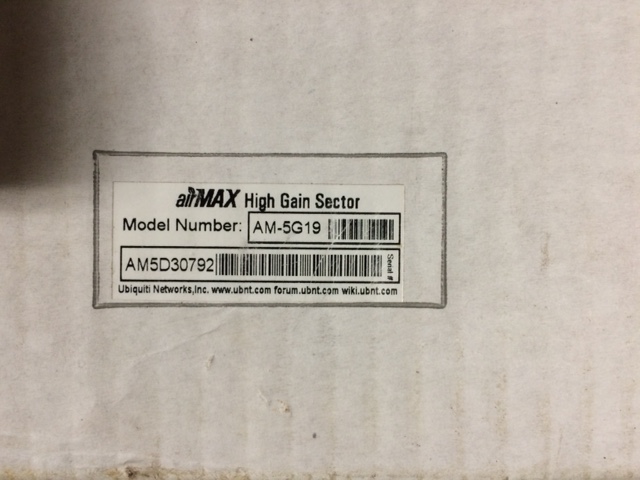 airMAX High Gain Sector
Model Number: AM-5G19
AM5D30792 Serial #
Ubiquiti Networks,Inc. www.ubnt.com forum.ubnt.com wiki.ubnt.com